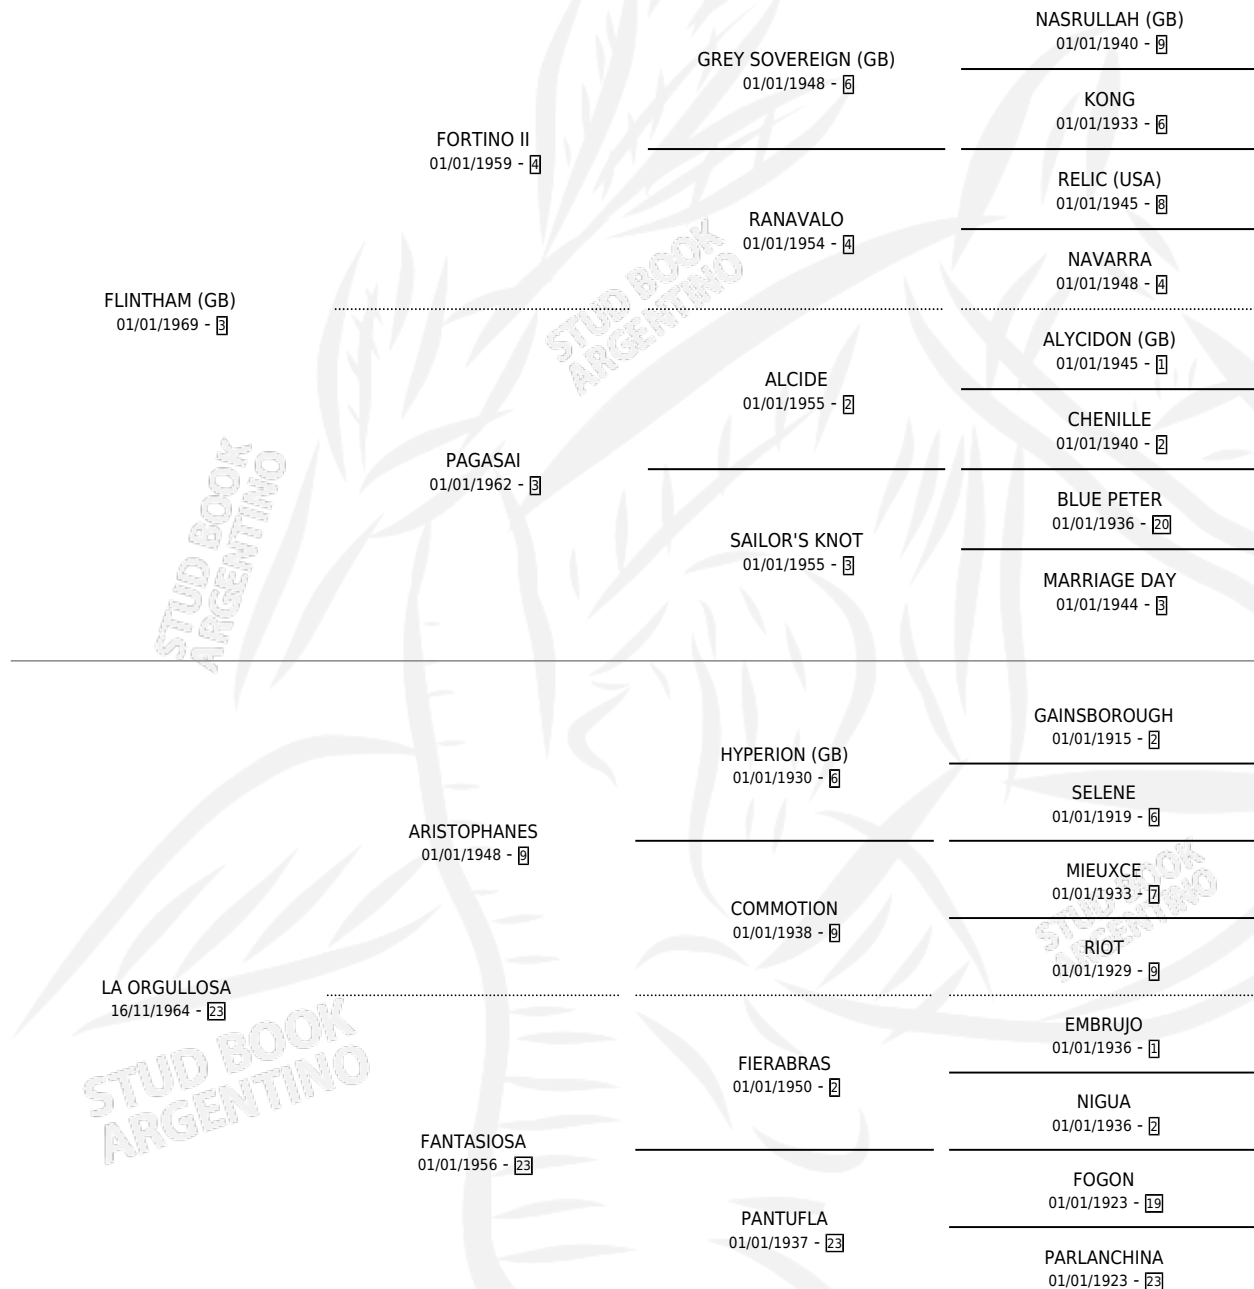 NASRULLAH (GB)
01/01/1940 - 9
GREY SOVEREIGN (GB)
01/01/1948 - 6
KONG
01/01/1933 - 6
FORTINO II
01/01/1959 - 4
RELIC (USA)
01/01/1945 - 8
RANAVALO
01/01/1954 - 4
NAVARRA
01/01/1948 - 4
FLINTHAM (GB)
01/01/1969 - 3
ALYCIDON (GB)
01/01/1945 - 1
ALCIDE
01/01/1955 - 2
CHENILLE
01/01/1940 - 2
PAGASAI
01/01/1962 - 3
BLUE PETER
01/01/1936 - 20
SAILOR'S KNOT
01/01/1955 - 3
MARRIAGE DAY
01/01/1944 - 3
STUD BOOK
ARGENTINO
STUD BOOK
ARGENTINO
GAINSBOROUGH
01/01/1915 - 2
HYPERION (GB)
01/01/1930 - 6
SELENE
01/01/1919 - 6
ARISTOPHANES
01/01/1948 - 9
MIEUXCE
01/01/1933 - 7
COMMOTION
01/01/1938 - 9
RIOT
01/01/1929 - 9
LA ORGULLOSA
16/11/1964 - 23
EMBRUJO
01/01/1936 - 1
FIERABRAS
01/01/1950 - 2
NIGUA
01/01/1936 - 2
FANTASIOSA
01/01/1956 - 23
FOGON
01/01/1923 - 19
PANTUFLA
01/01/1937 - 23
PARLANCHINA
01/01/1923 - 23
STUD BOOK
ARGENTINO
STUD BOOK
ARGENTINO